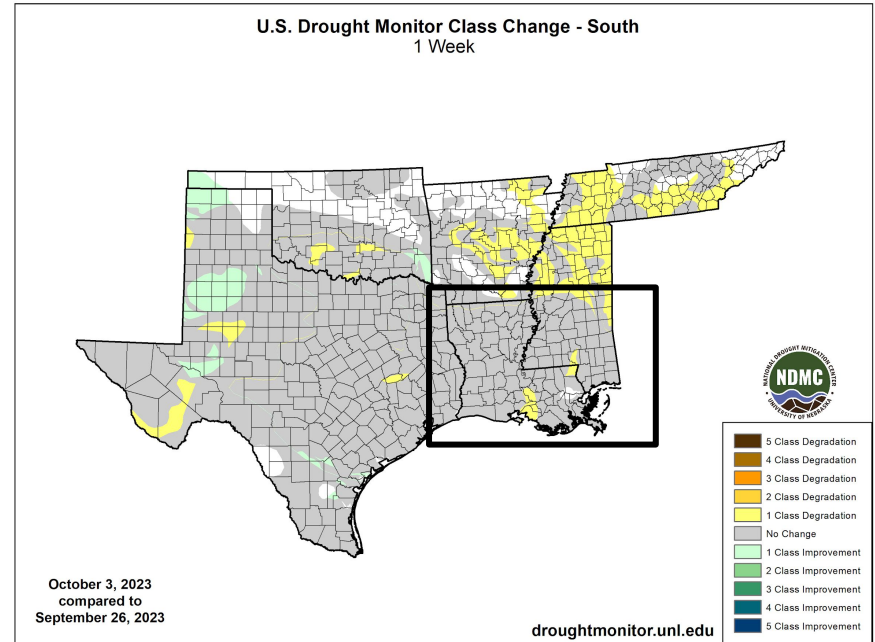 U.S. Drought Monitor Class Change - South
1 Week
NATIONAL DROUGHT MITIGATION CENTER
NDMC
UNIVERSITY OF NEBRASKA
5 Class Degradation
4 Class Degradation
3 Class Degradation
2 Class Degradation
1 Class Degradation
No Change
1 Class Improvement
2 Class Improvement
3 Class Improvement
4 Class Improvement
5 Class Improvement
October 3, 2023
compared to
September 26, 2023
droughtmonitor.unl.edu